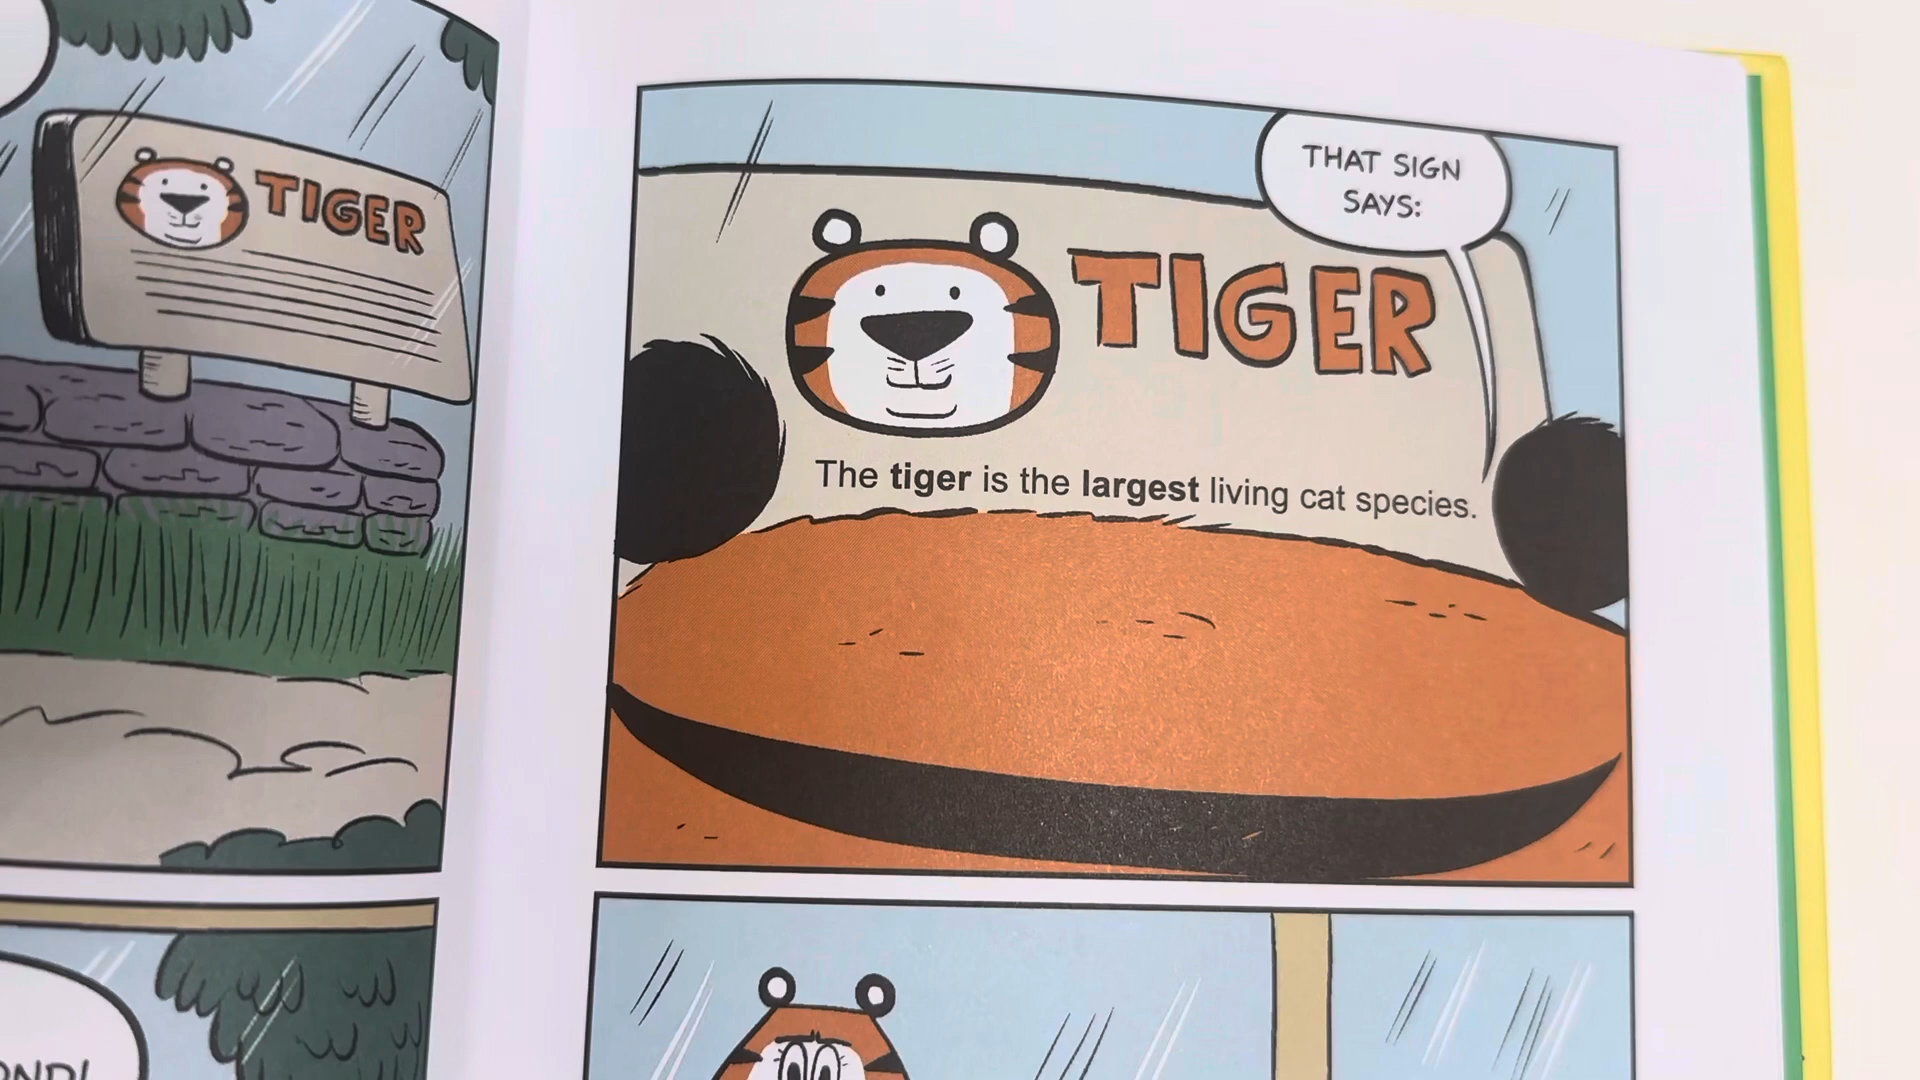 TIGER
THAT SIGN
SAYS:
TIGER
The tiger is the largest living cat species.